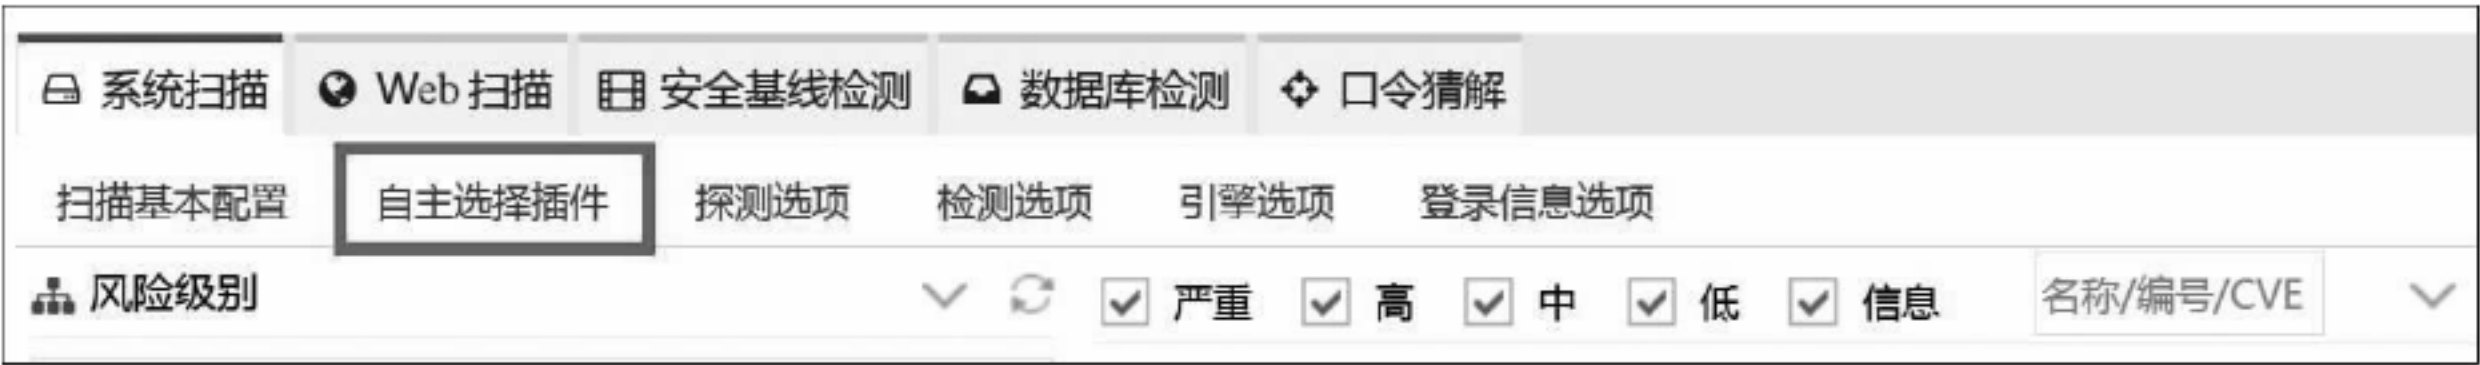 系统扫描 Web 扫描 安全基线检测 数据库检测 口令猜解
扫描基本配置 自主选择插件 探测选项 检测选项 引擎选项 登录信息选项
风险级别 严重 高 中 低 信息 名称/编号/CVE